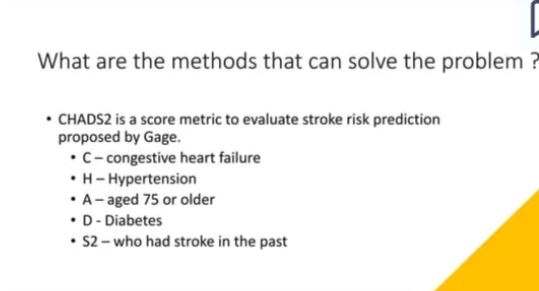 What are the methods that can solve the problem ?
• CHADS2 is a score metric to evaluate stroke risk prediction
proposed by Gage.
• C – congestive heart failure
• H – Hypertension
• A – aged 75 or older
• D - Diabetes
• S2 – who had stroke in the past